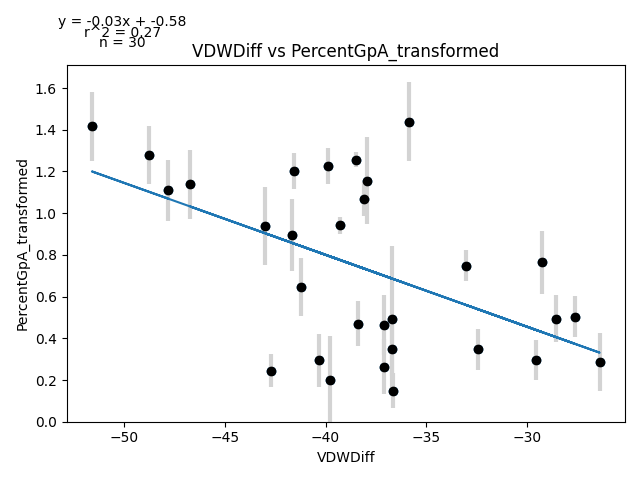 y = -0.03x + -0.58
r^2 = 0.27
n = 30
VDWDiff vs PercentGpA_transformed
1.6
1.4
1.2
1.0
0.8
0.6
0.4
0.2
0.0
PercentGpA_transformed
−50
−45
−40
−35
−30
VDWDiff